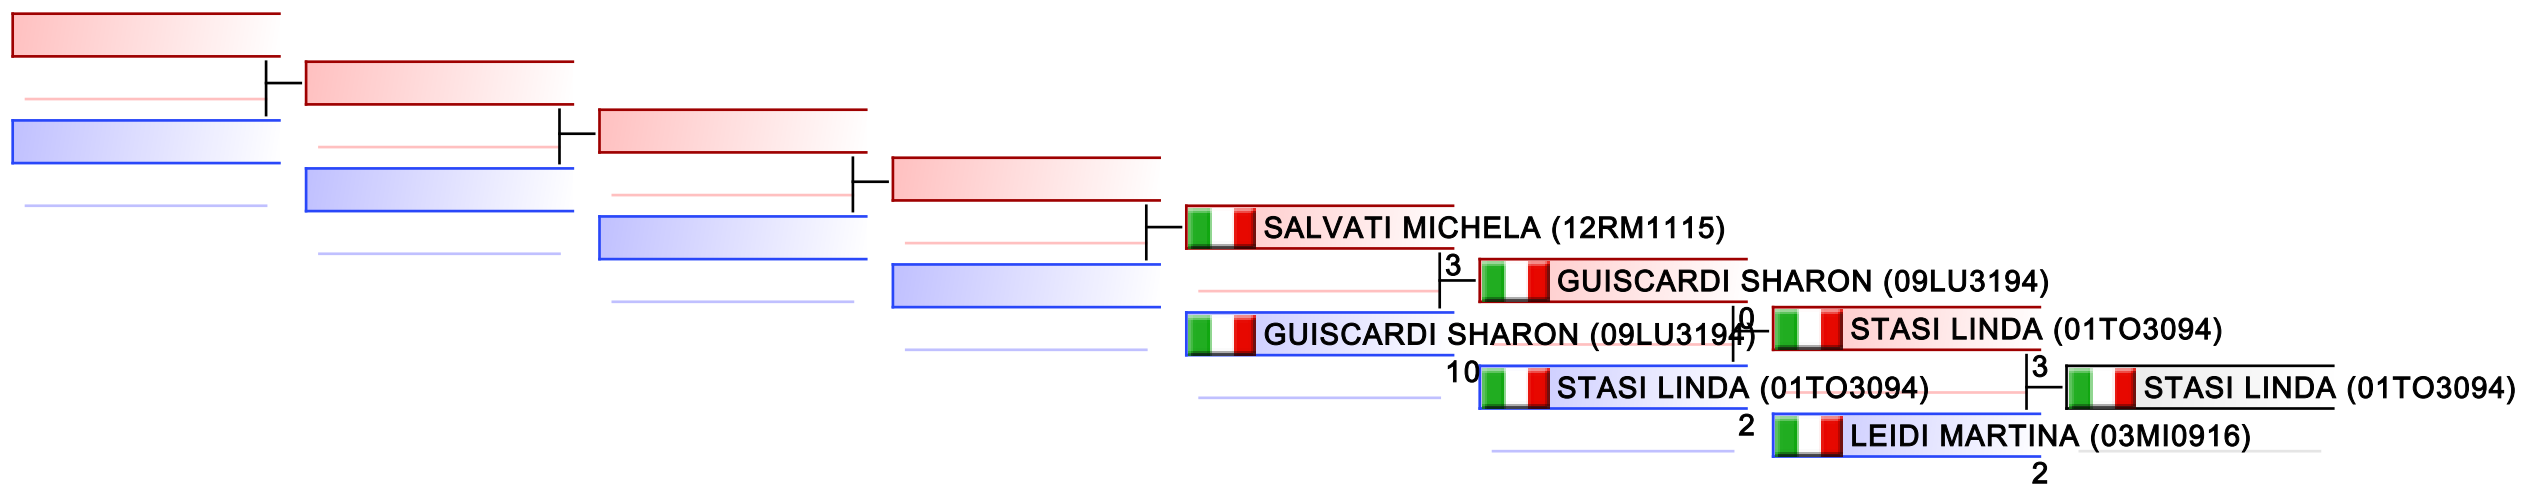 SALVATI MICHELA (12RM1115)
3
GUISCARDI SHARON (09LU3194)
GUISCARDI SHARON (09LU3194)
10
0
STASI LINDA (01TO3094)
STASI LINDA (01TO3094)
2
3
STASI LINDA (01TO3094)
LEIDI MARTINA (03MI0916)
2